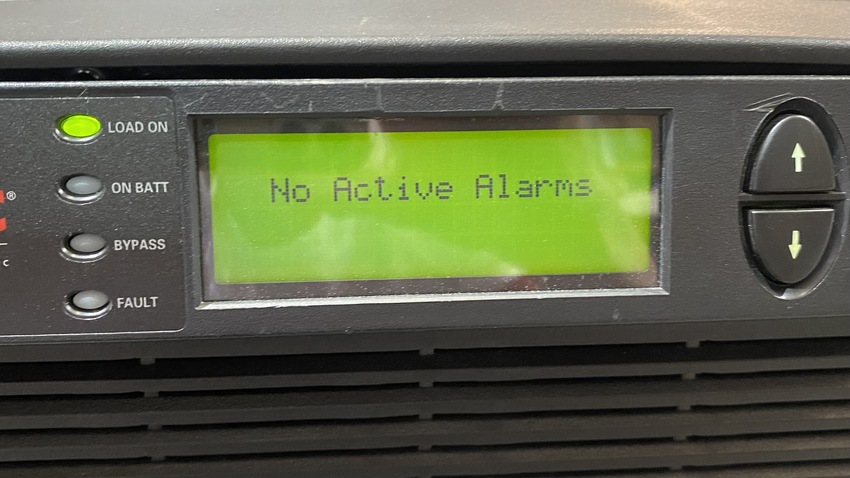 LOAD ON
ON BATT
BYPASS
FAULT
®
c
No Active Alarms
↑
↓